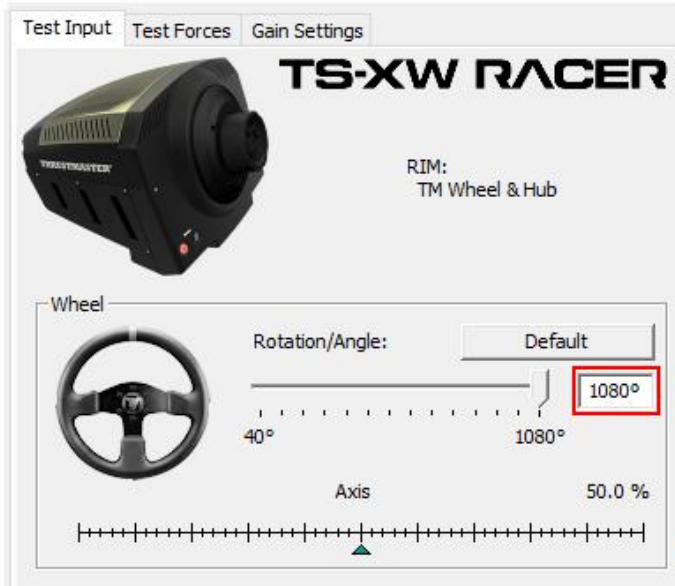 Test Input Test Forces Gain Settings
TS-XW RACER
THRUSTMASTER
RIM:
TM Wheel & Hub
Wheel
Rotation/Angle: Default
1080º
40° 1080°
Axis 50.0 %